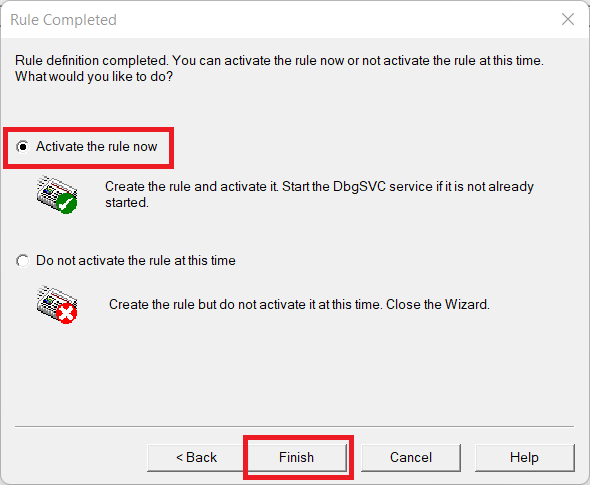 Rule Completed
Rule definition completed. You can activate the rule now or not activate the rule at this time.
What would you like to do?
Activate the rule now
Create the rule and activate it. Start the DbgSVC service if it is not already
started.
Do not activate the rule at this time
Create the rule but do not activate it at this time. Close the Wizard.
< Back
Finish
Cancel
Help